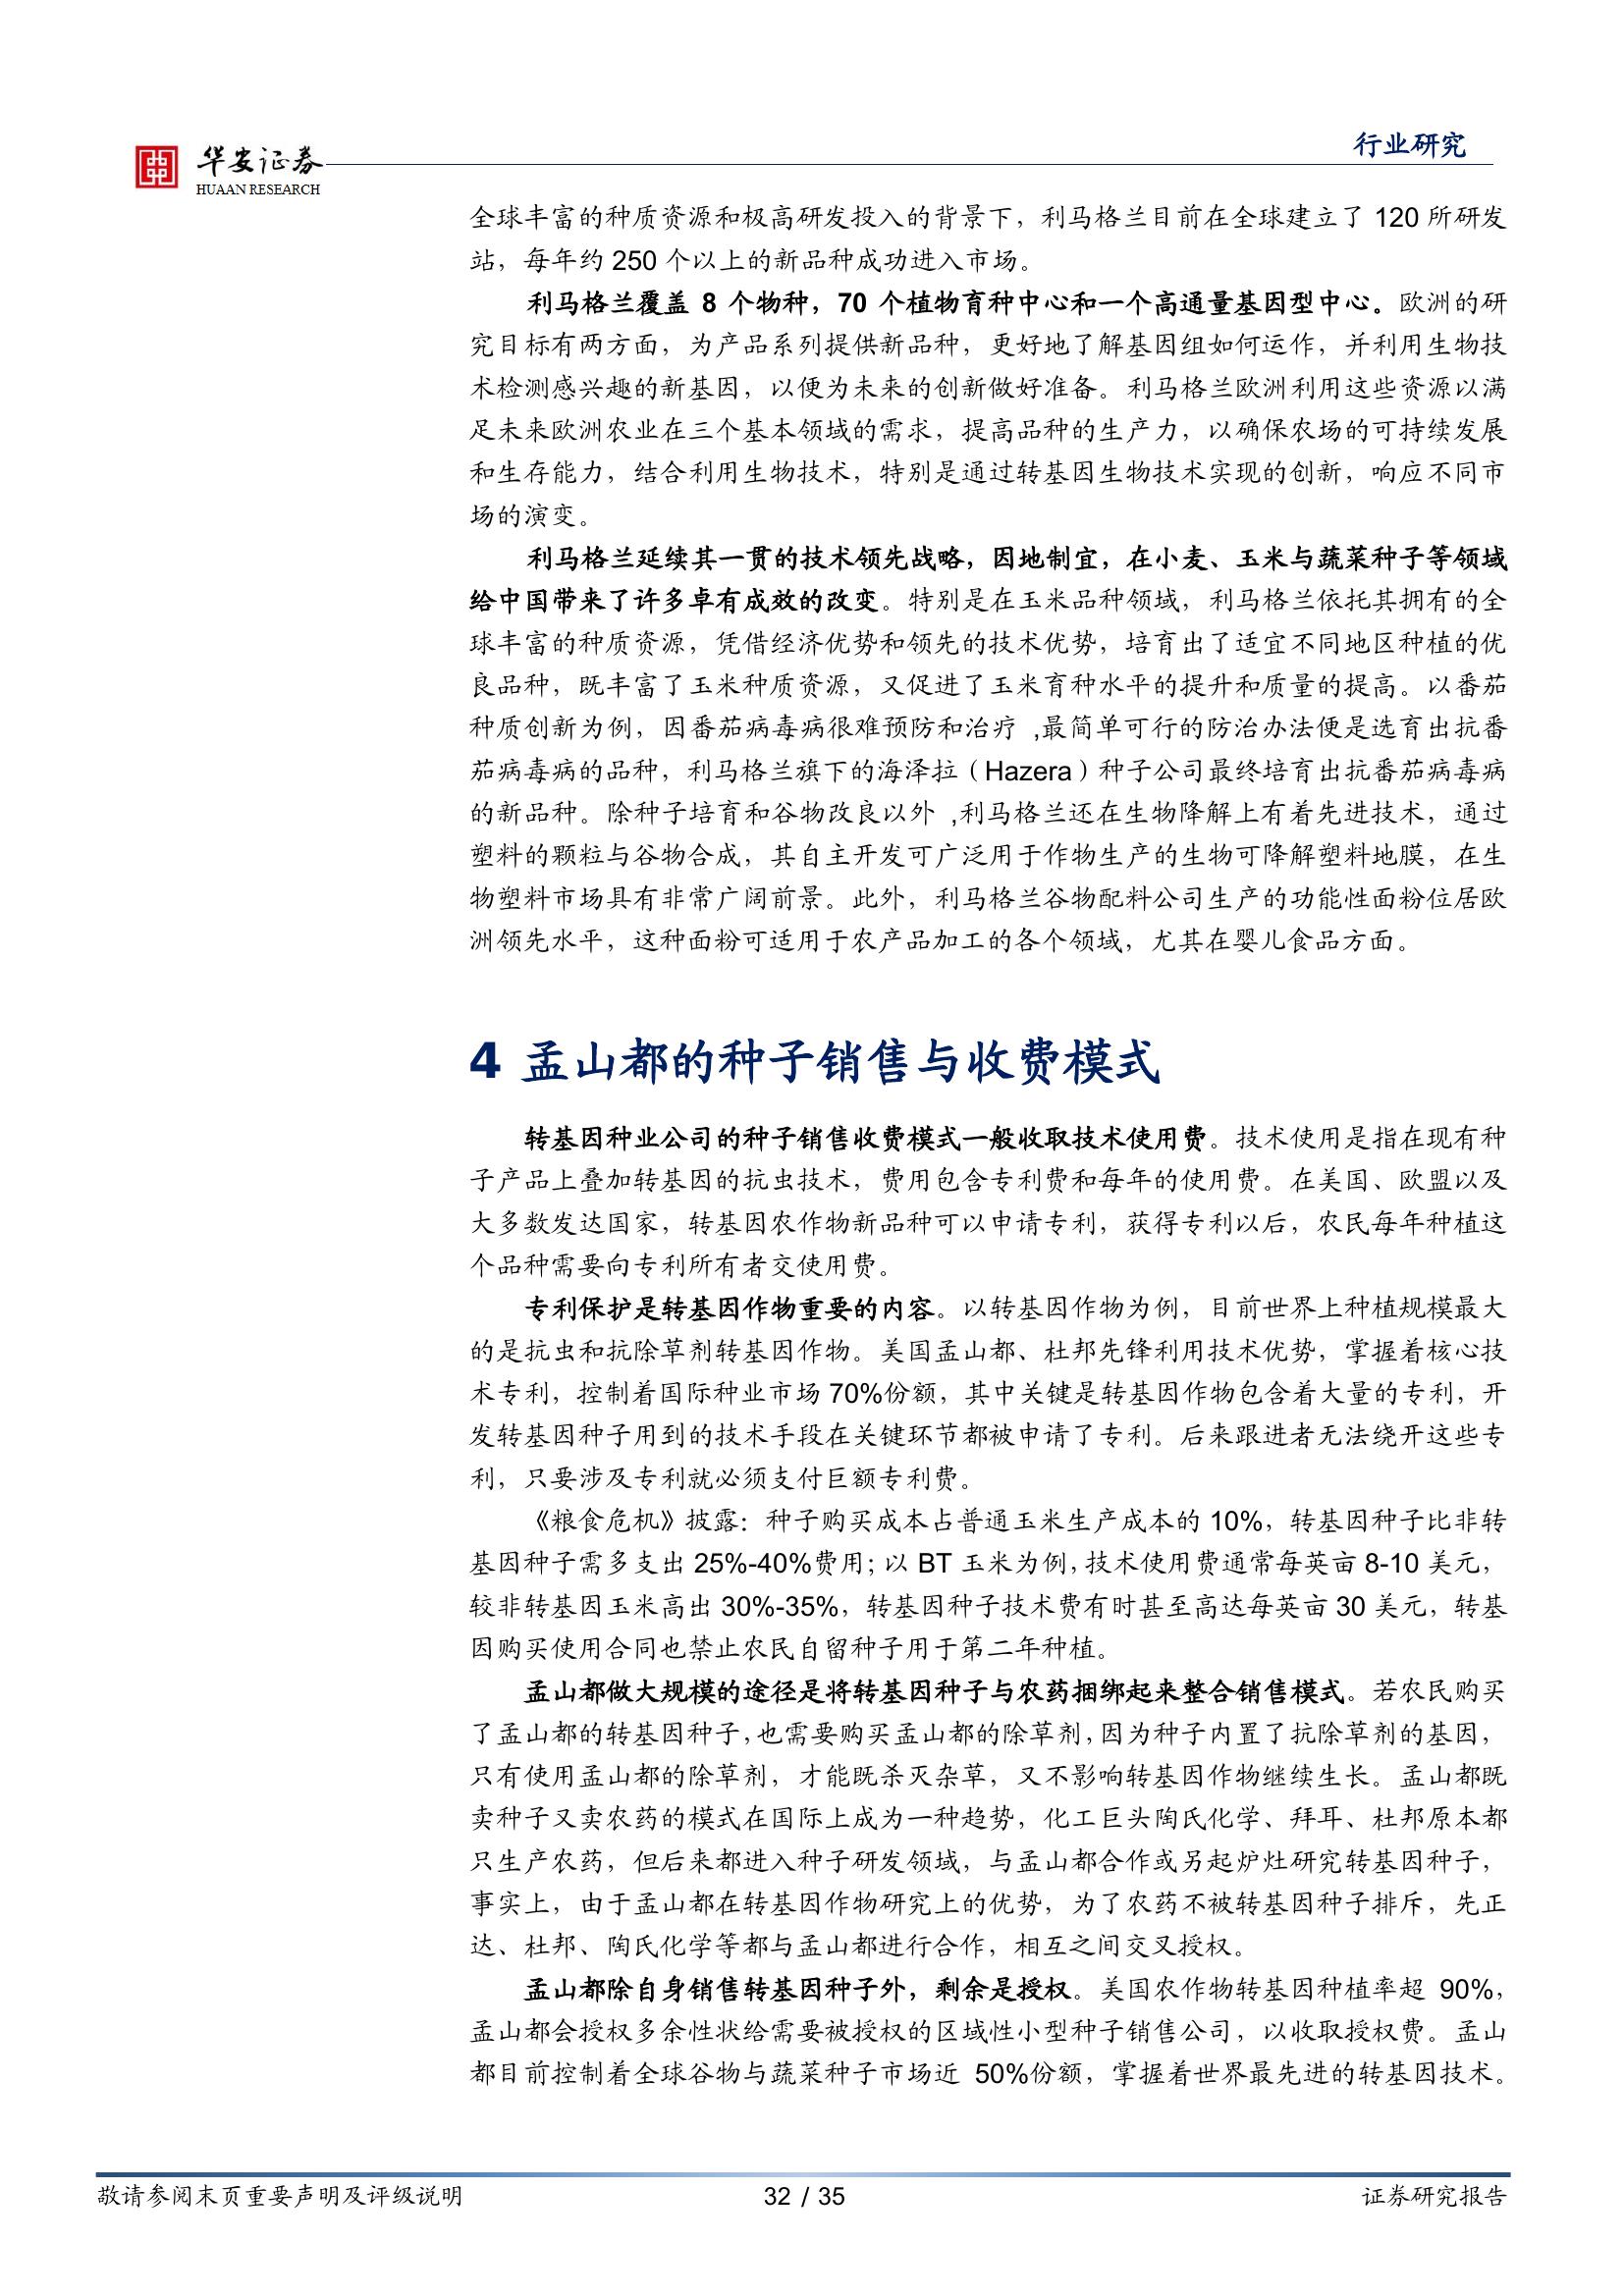 华安证券
HUAAN RESEARCH
行业研究
全球丰富的种质资源和极高研发投入的背景下，利马格兰目前在全球建立了 120 所研发
站，每年约 250 个以上的新品种成功进入市场。
利马格兰覆盖 8 个物种，70 个植物育种中心和一个高通量基因型中心。欧洲的研
究目标有两方面，为产品系列提供新品种，更好地了解基因组如何运作，并利用生物技
术检测感兴趣的新基因，以便为未来的创新做好准备。利马格兰欧洲利用这些资源以满
足未来欧洲农业在三个基本领域的需求，提高品种的生产力，以确保农场的可持续发展
和生存能力，结合利用生物技术，特别是通过转基因生物技术实现的创新，响应不同市
场的演变。
利马格兰延续其一贯的技术领先战略，因地制宜，在小麦、玉米与蔬菜种子等领域
给中国带来了许多卓有成效的改变。特别是在玉米品种领域，利马格兰依托其拥有的全
球丰富的种质资源，凭借经济优势和领先的技术优势，培育出了适宜不同地区种植的优
良品种，既丰富了玉米种质资源，又促进了玉米育种水平的提升和质量的提高。以番茄
种质创新为例，因番茄病毒病很难预防和治疗 ,最简单可行的防治办法便是选育出抗番
茄病毒病的品种，利马格兰旗下的海泽拉（Hazera）种子公司最终培育出抗番茄病毒病
的新品种。除种子培育和谷物改良以外 ,利马格兰还在生物降解上有着先进技术，通过
塑料的颗粒与谷物合成，其自主开发可广泛用于作物生产的生物可降解塑料地膜，在生
物塑料市场具有非常广阔前景。此外，利马格兰谷物配料公司生产的功能性面粉位居欧
洲领先水平，这种面粉可适用于农产品加工的各个领域，尤其在婴儿食品方面。
4 孟山都的种子销售与收费模式
转基因种业公司的种子销售收费模式一般收取技术使用费。技术使用是指在现有种
子产品上叠加转基因的抗虫技术，费用包含专利费和每年的使用费。在美国、欧盟以及
大多数发达国家，转基因农作物新品种可以申请专利，获得专利以后，农民每年种植这
个品种需要向专利所有者交使用费。
专利保护是转基因作物重要的内容。以转基因作物为例，目前世界上种植规模最大
的是抗虫和抗除草剂转基因作物。美国孟山都、杜邦先锋利用技术优势，掌握着核心技
术专利，控制着国际种业市场 70%份额，其中关键是转基因作物包含着大量的专利，开
发转基因种子用到的技术手段在关键环节都被申请了专利。后来跟进者无法绕开这些专
利，只要涉及专利就必须支付巨额专利费。
《粮食危机》披露：种子购买成本占普通玉米生产成本的 10%，转基因种子比非转
基因种子需多支出 25%-40%费用；以 BT 玉米为例，技术使用费通常每英亩 8-10 美元，
较非转基因玉米高出 30%-35%，转基因种子技术费有时甚至高达每英亩 30 美元，转基
因购买使用合同也禁止农民自留种子用于第二年种植。
孟山都做大规模的途径是将转基因种子与农药捆绑起来整合销售模式。若农民购买
了孟山都的转基因种子，也需要购买孟山都的除草剂，因为种子内置了抗除草剂的基因，
只有使用孟山都的除草剂，才能既杀灭杂草，又不影响转基因作物继续生长。孟山都既
卖种子又卖农药的模式在国际上成为一种趋势，化工巨头陶氏化学、拜耳、杜邦原本都
只生产农药，但后来都进入种子研发领域，与孟山都合作或另起炉灶研究转基因种子，
事实上，由于孟山都在转基因作物研究上的优势，为了农药不被转基因种子排斥，先正
达、杜邦、陶氏化学等都与孟山都进行合作，相互之间交叉授权。
孟山都除自身销售转基因种子外，剩余是授权。美国农作物转基因种植率超 90%，
孟山都会授权多余性状给需要被授权的区域性小型种子销售公司，以收取授权费。孟山
都目前控制着全球谷物与蔬菜种子市场近 50%份额，掌握着世界最先进的转基因技术。
敬请参阅末页重要声明及评级说明
32 / 35
证券研究报告